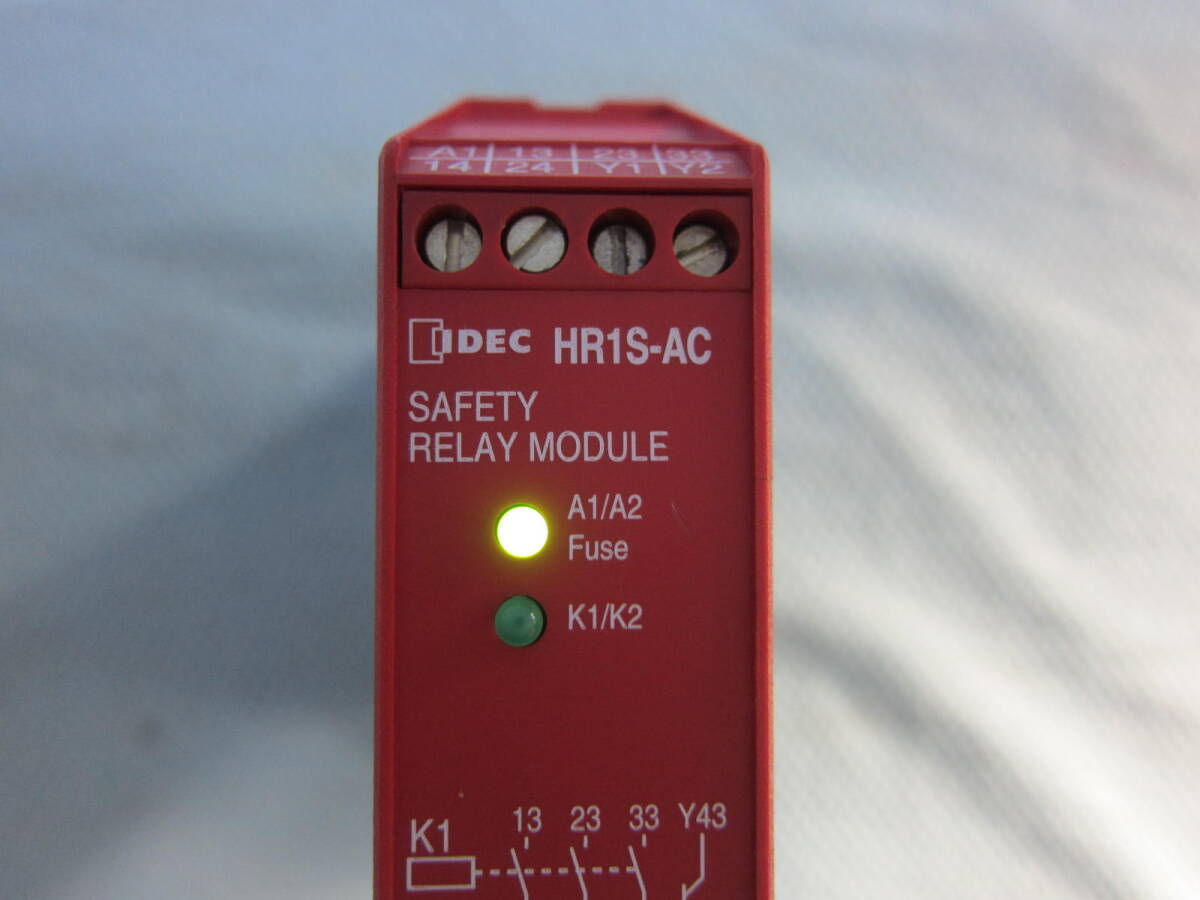 A1 13 23 33
14 24 Y1 Y2
IDEC HR1S-AC
SAFETY
RELAY MODULE
A1/A2
Fuse
K1/K2
K1 13 23 33 Y43